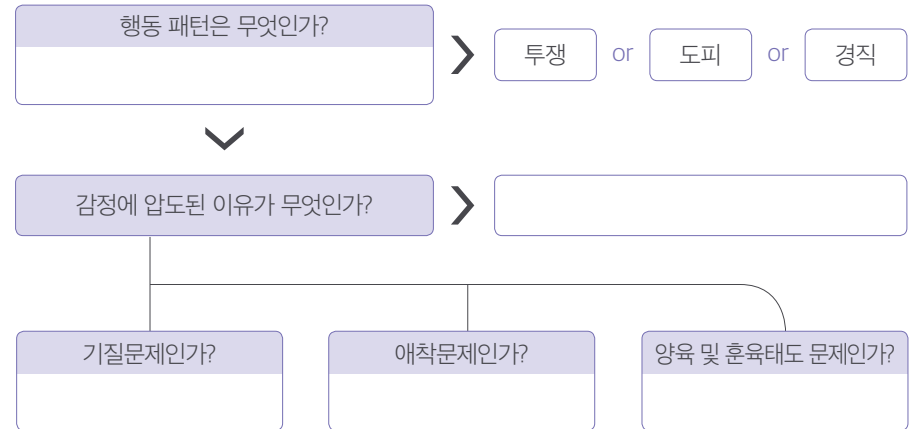 행동 패턴은 무엇인가?
투쟁 or 도피 or 경직
감정에 압도된 이유가 무엇인가?
기질문제인가?
애착문제인가?
양육 및 훈육태도 문제인가?